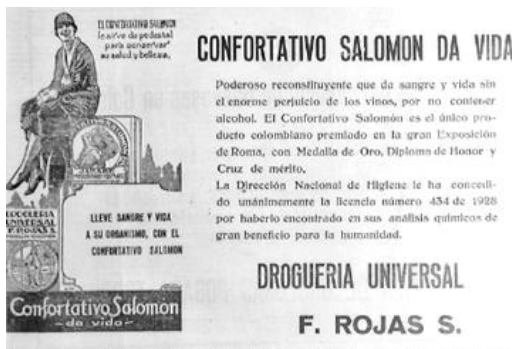 EL CONFORTATIVO SALOMON
le sirve de pedestal
para conservar
su salud y belleza.
DROGUERIA
UNIVERSAL
F. ROJAS S.
LLEVE SANGRE Y VIDA
A SU ORGANISMO, CON EL
CONFORTATIVO SALOMON
Confortativo Salomón
-da vida-
CONFORTATIVO SALOMON DA VIDA
Poderoso reconstituyente que da sangre y vida sin
el enorme perjuicio de los vinos, por no contener
alcohol. El Confortativo Salomón es el único pro-
ducto colombiano premiado en la gran Exposición
de Roma, con Medalla de Oro, Diploma de Honor y
Cruz de mérito.
La Dirección Nacional de Higiene le ha concedi-
do unánimemente la licencia número 434 de 1928
por haberlo encontrado en sus análisis químicos de
gran beneficio para la humanidad.
DROGUERIA UNIVERSAL
F. ROJAS S.